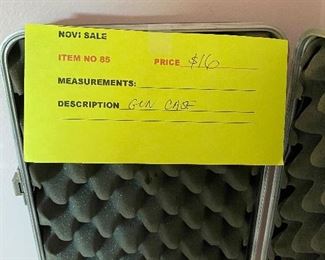 NOVI SALE
ITEM NO 85 PRICE $16
MEASUREMENTS:
DESCRIPTION GUN CASE